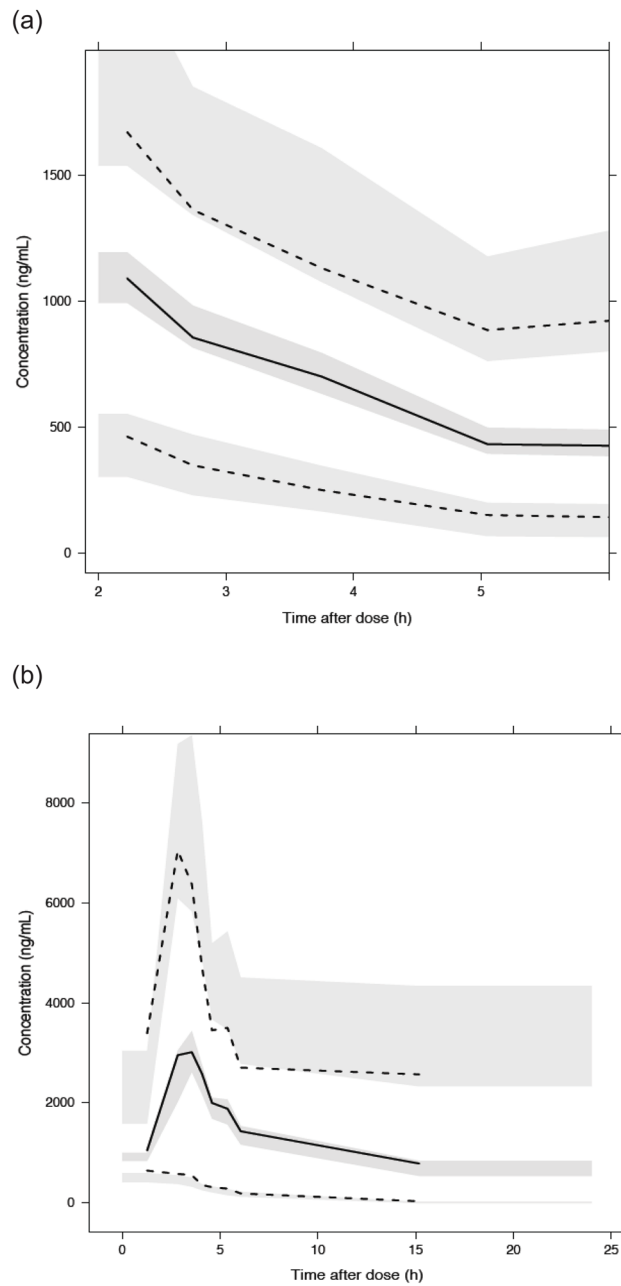 (a)
1500
1000
500
0
Concentration (ng/mL)
2 3 4 5
Time after dose (h)
(b)
8000
6000
4000
2000
0
Concentration (ng/mL)
0 5 10 15 20 25
Time after dose (h)